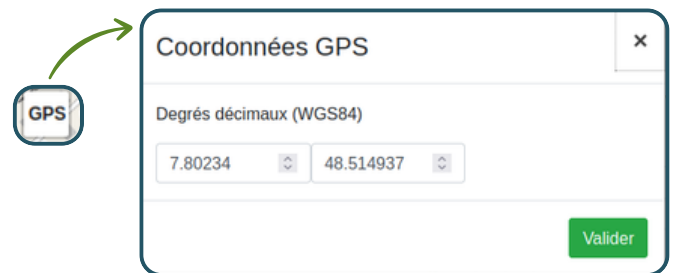 GPS
Coordonnées GPS
×
Degrés décimaux (WGS84)
7.80234 48.514937
Valider